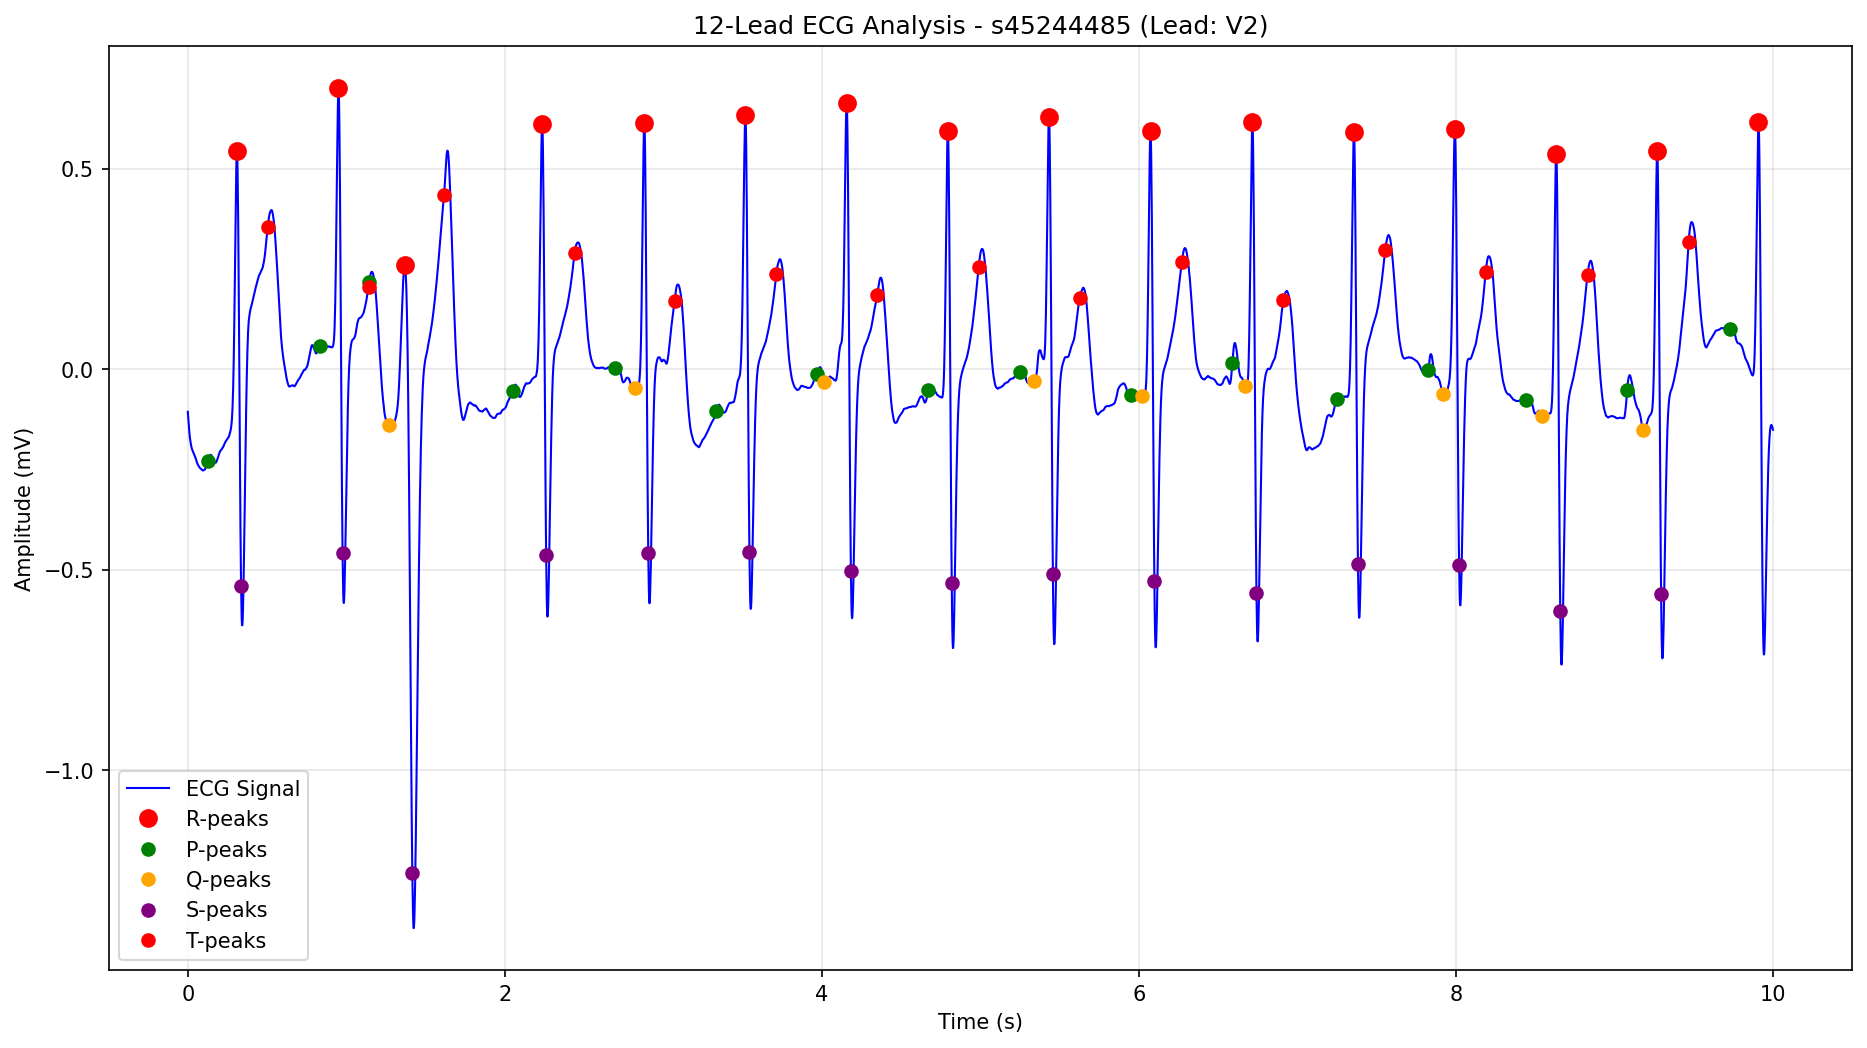 12-Lead ECG Analysis - s45244485 (Lead: V2)
Amplitude (mV)
0.5
0.0
−0.5
−1.0
ECG Signal
R-peaks
P-peaks
Q-peaks
S-peaks
T-peaks
0 2 4 6 8 10
Time (s)